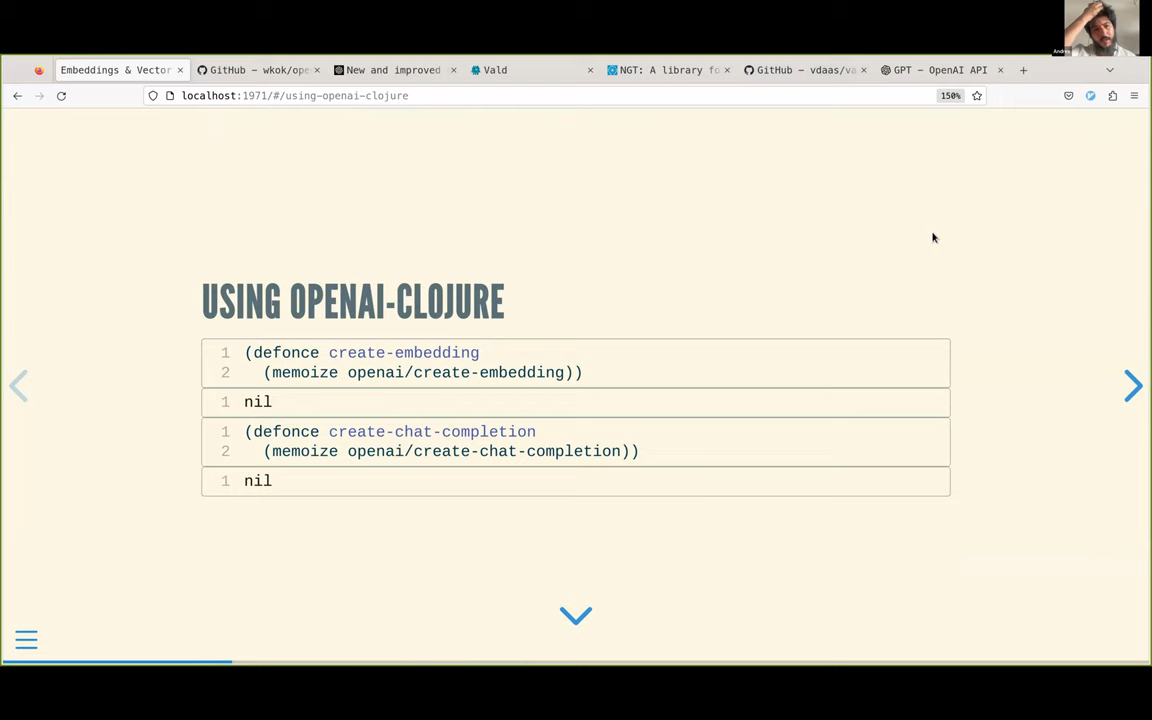 Andrea
Embeddings & Vector
GitHub – wkok/ope
New and improved
Vald
NGT: A library fo
GitHub – vdaas/va
GPT – OpenAI API
localhost:1971/#/using-openai-clojure
150%
USING OPENAI-CLOJURE
1 (defonce create-embedding
2 (memoize openai/create-embedding))
1 nil
1 (defonce create-chat-completion
2 (memoize openai/create-chat-completion))
1 nil